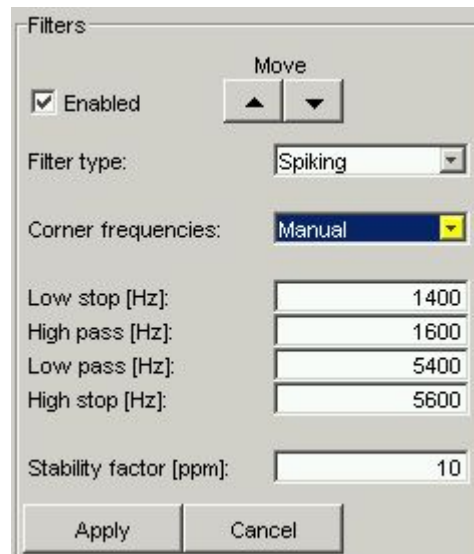 Filters
Move
Enabled
Filter type: Spiking
Corner frequencies: Manual
Low stop [Hz]: 1400
High pass [Hz]: 1600
Low pass [Hz]: 5400
High stop [Hz]: 5600
Stability factor [ppm]: 10
Apply Cancel